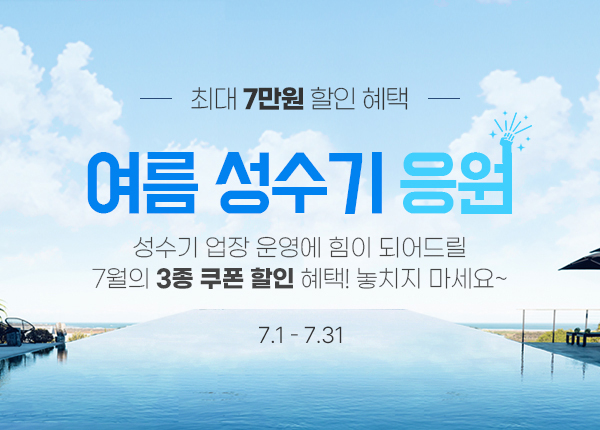 최대 7만원 할인 혜택
여름 성수기 응원
성수기 업장 운영에 힘이 되어드릴
7월의 3종 쿠폰 할인 혜택! 놓치지 마세요~
7.1 - 7.31